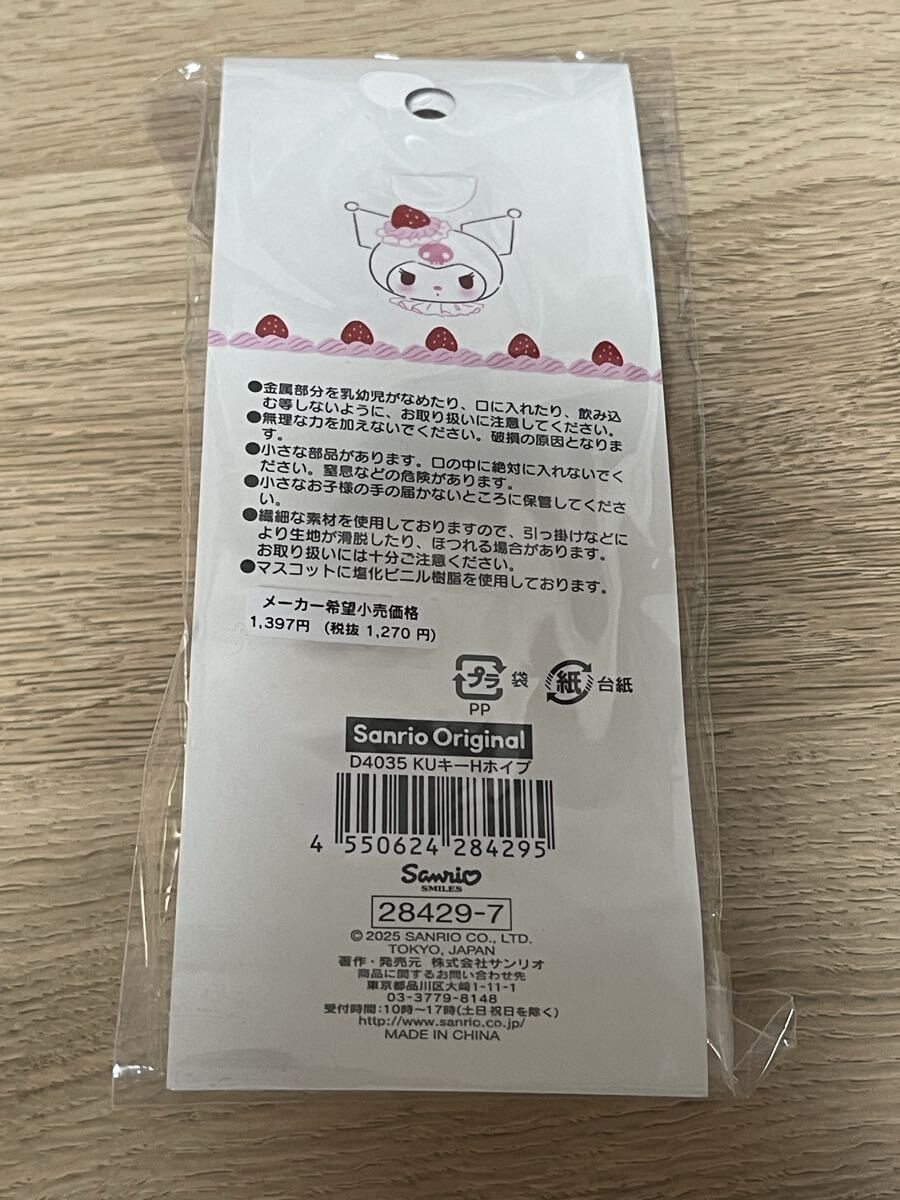 ●金属部分を乳幼児がなめたり、口に入れたり、飲み込
む等しないように、お取り扱いに注意してください。
●無理な力を加えないでください。破損の原因となりま
す。
●小さな部品があります。口の中に絶対に入れないでく
ださい。窒息などの危険があります。
●小さなお子様の手の届かないところに保管してくださ
い。
●繊細な素材を使用しておりますので、引っ掛けなどに
より生地が滑脱したり、ほつれる場合があります。
お取り扱いには十分ご注意ください。
●マスコットに塩化ビニル樹脂を使用しております。
メーカー希望小売価格
1,397円 (税抜 1,270 円)
プラ 袋 紙 台紙
PP
Sanrio Original
D4035 KUキーHホイプ
4 550624 284295
Sanrio
SMILES
28429-7
© 2025 SANRIO CO., LTD.
TOKYO, JAPAN
著作・発売元 株式会社サンリオ
商品に関するお問い合わせ先
東京都品川区大崎1-11-1
03-3779-8148
受付時間:10時〜17時(土日祝日を除く)
http://www.sanrio.co.jp/
MADE IN CHINA